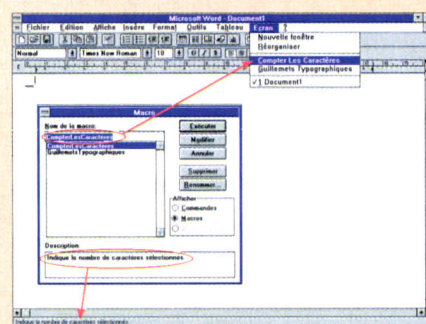 Microsoft Word - Document1
Fichier Edition Affiche Insère Format Outils Tableau Ecran ?
Normal Times New Roman 10 G I S
Nouvelle fenêtre
Réorganiser
Compter Les Caractères
Guillemets Typographiques
✓1 Document1
Macro
Nom de la macro:
CompterLesCaractères
CompterLesCaractères
GuillemetsTypographiques
Exécuter
Modifier
Annuler
Supprimer
Renommer...
Afficher
Commandes
Macros
Description:
Indique le nombre de caractères sélectionnés.
Indique le nombre de caractères sélectionnés.